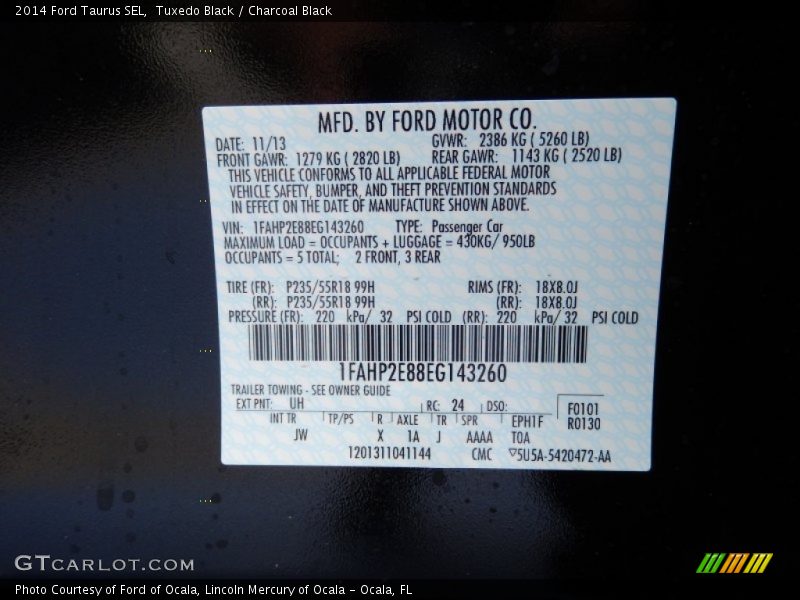 2014 Ford Taurus SEL,  Tuxedo Black / Charcoal Black
MFD. BY FORD MOTOR CO.
DATE: 11/13 GVWR: 2386 KG ( 5260 LB)
FRONT GAWR: 1279 KG ( 2820 LB) REAR GAWR: 1143 KG ( 2520 LB)
THIS VEHICLE CONFORMS TO ALL APPLICABLE FEDERAL MOTOR
VEHICLE SAFETY, BUMPER, AND THEFT PREVENTION STANDARDS
IN EFFECT ON THE DATE OF MANUFACTURE SHOWN ABOVE.
VIN: 1FAHP2E88EG143260 TYPE: Passenger Car
MAXIMUM LOAD = OCCUPANTS + LUGGAGE = 430KG/ 950LB
OCCUPANTS = 5 TOTAL; 2 FRONT, 3 REAR
TIRE (FR): P235/55R18 99H RIMS (FR): 18X8.0J
(RR): P235/55R18 99H (RR): 18X8.0J
PRESSURE (FR): 220 kPa/ 32 PSI COLD (RR): 220 kPa/ 32 PSI COLD
1FAHP2E88EG143260
TRAILER TOWING - SEE OWNER GUIDE
EXT PNT: UH RC: 24 DSO: F0101
INT TR TP/PS R AXLE TR SPR EPH1F R0130
JW X 1A J AAAA T0A
1201311041144 CMC ▽5U5A-5420472-AA
GTCARLOT.COM
Photo Courtesy of Ford of Ocala, Lincoln Mercury of Ocala - Ocala, FL